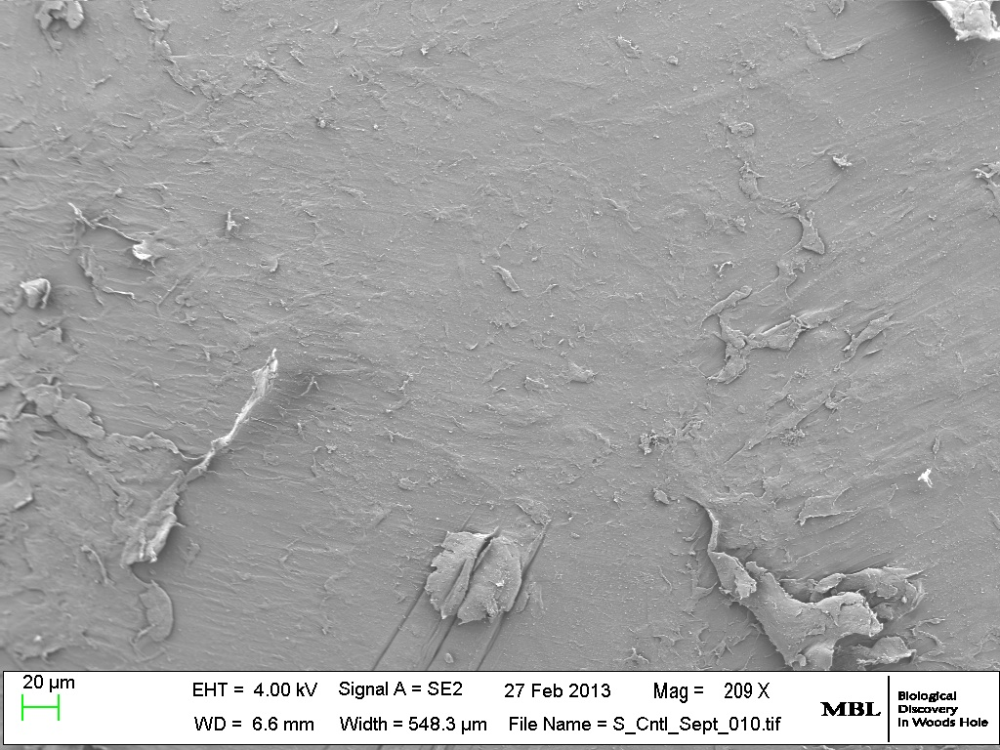 20 µm
EHT = 4.00 kV Signal A = SE2 27 Feb 2013 Mag = 209 X
WD = 6.6 mm Width = 548.3 µm File Name = S_Cntl_Sept_010.tif
MBL
Biological
Discovery
in Woods Hole